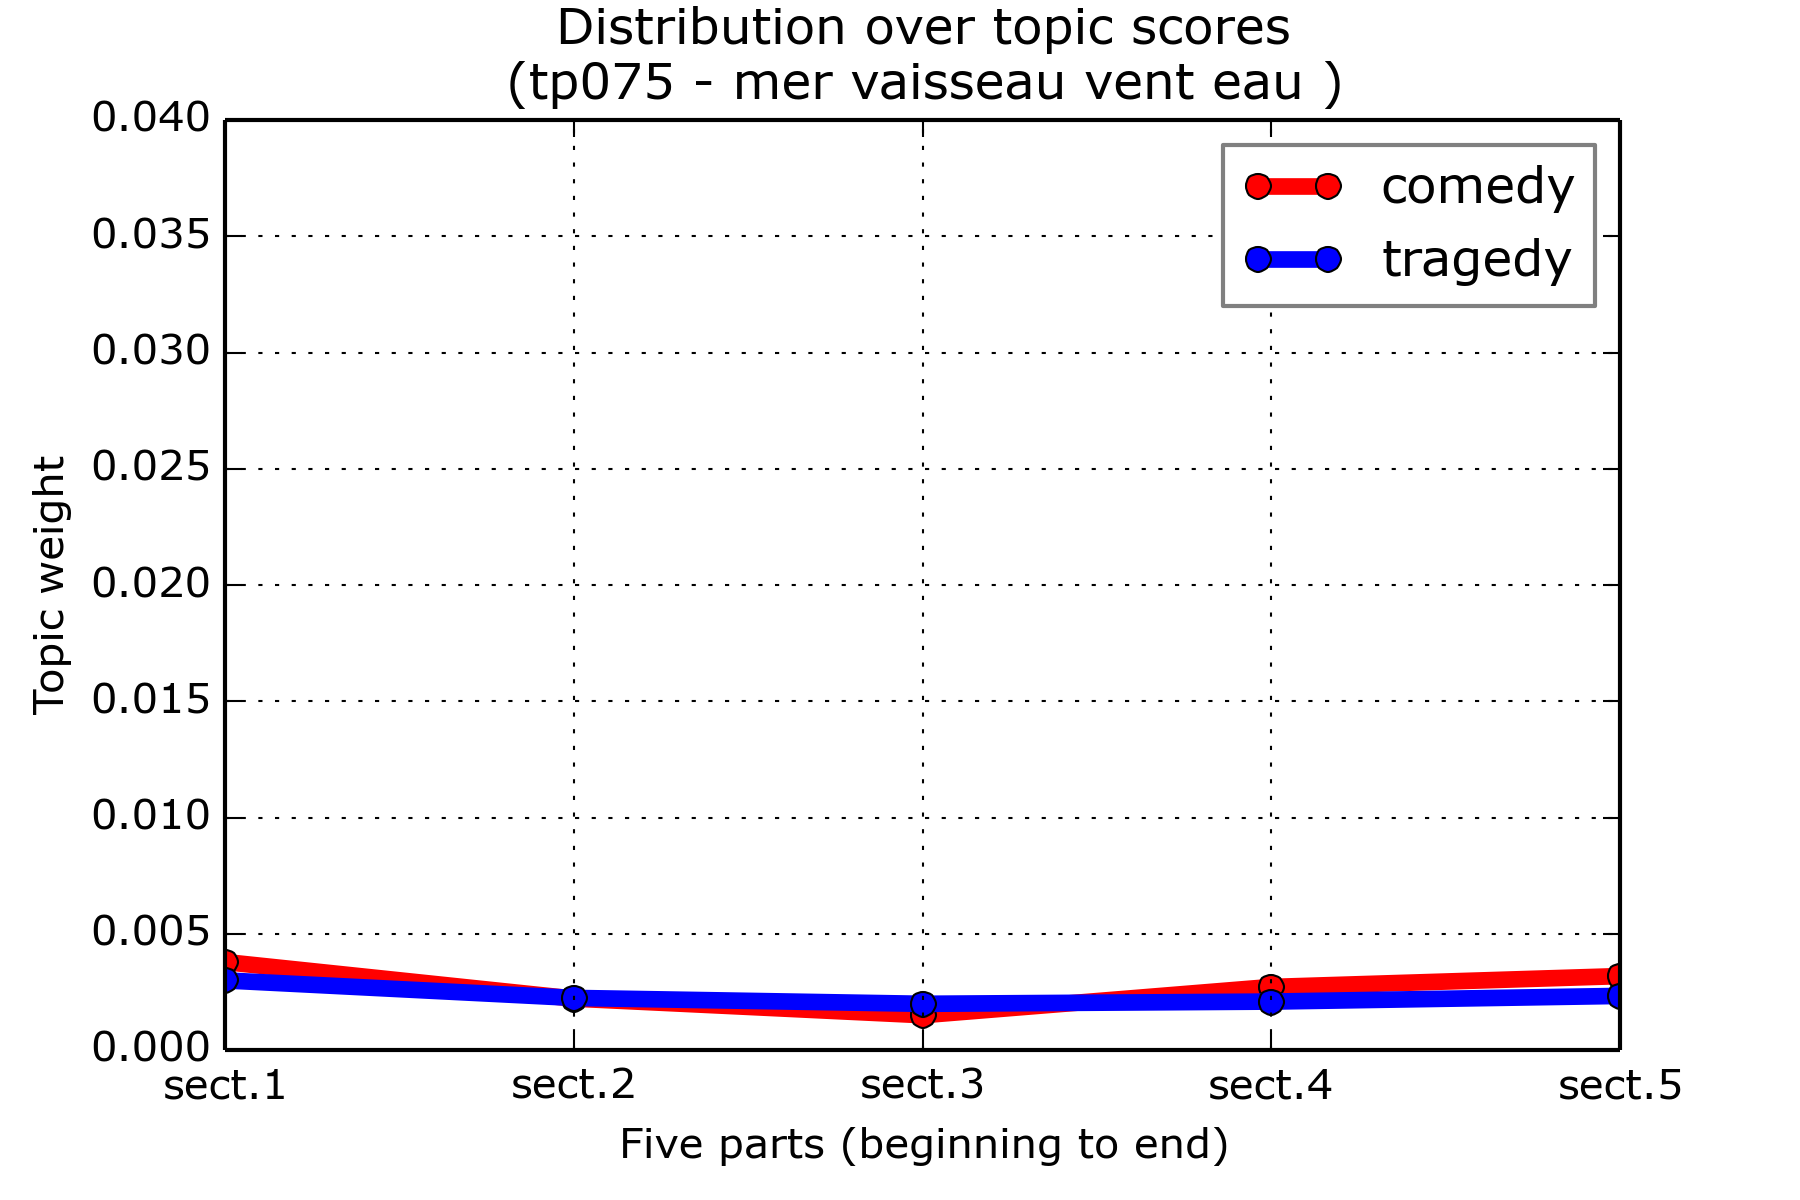 Distribution over topic scores
(tp075 - mer vaisseau vent eau )
0.040
0.035
0.030
0.025
0.020
0.015
0.010
0.005
0.000
Topic weight
comedy
tragedy
sect.1 sect.2 sect.3 sect.4 sect.5
Five parts (beginning to end)